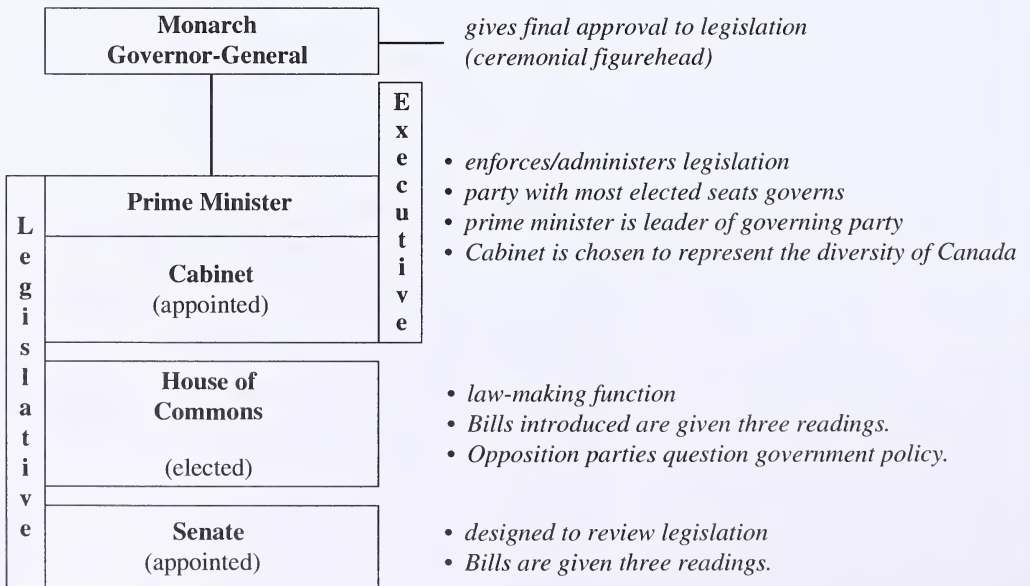 Monarch
Governor-General
gives final approval to legislation
(ceremonial figurehead)
Executive
• enforces/administers legislation
• party with most elected seats governs
• prime minister is leader of governing party
• Cabinet is chosen to represent the diversity of Canada
Legislative
Prime Minister
Cabinet
(appointed)
House of
Commons
(elected)
• law-making function
• Bills introduced are given three readings.
• Opposition parties question government policy.
Senate
(appointed)
• designed to review legislation
• Bills are given three readings.